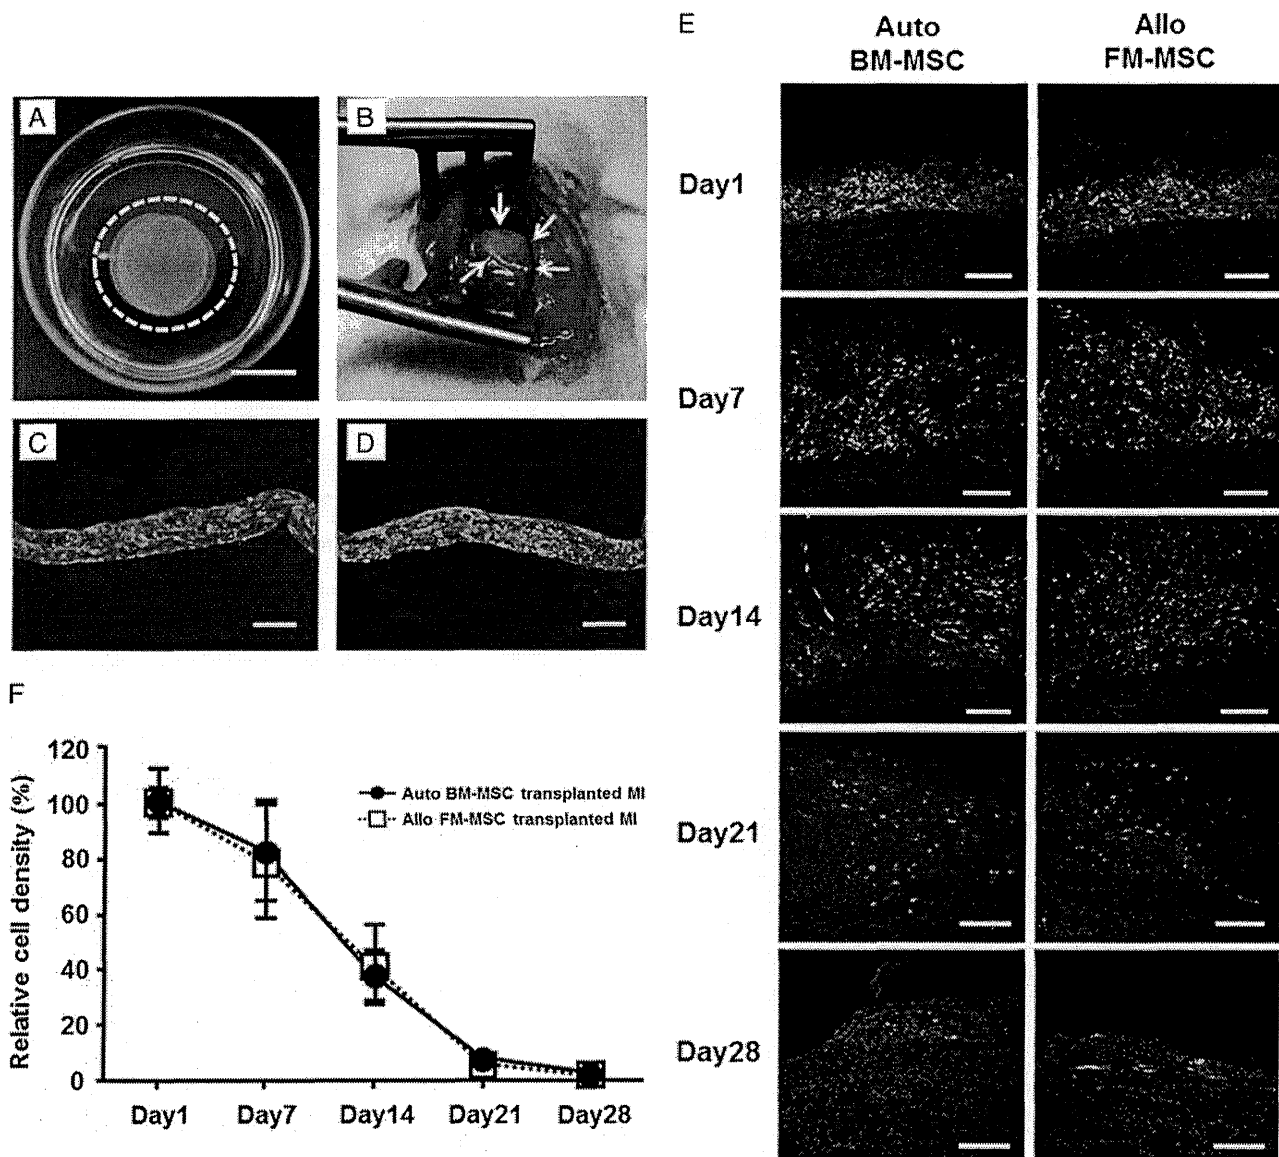 A
B
C
D
E
Auto
BM-MSC
Allo
FM-MSC
Day1
Day7
Day14
Day21
Day28
F
Relative cell density (%)
120
100
80
60
40
20
0
Auto BM-MSC transplanted MI
Allo FM-MSC transplanted MI
Day1 Day7 Day14 Day21 Day28